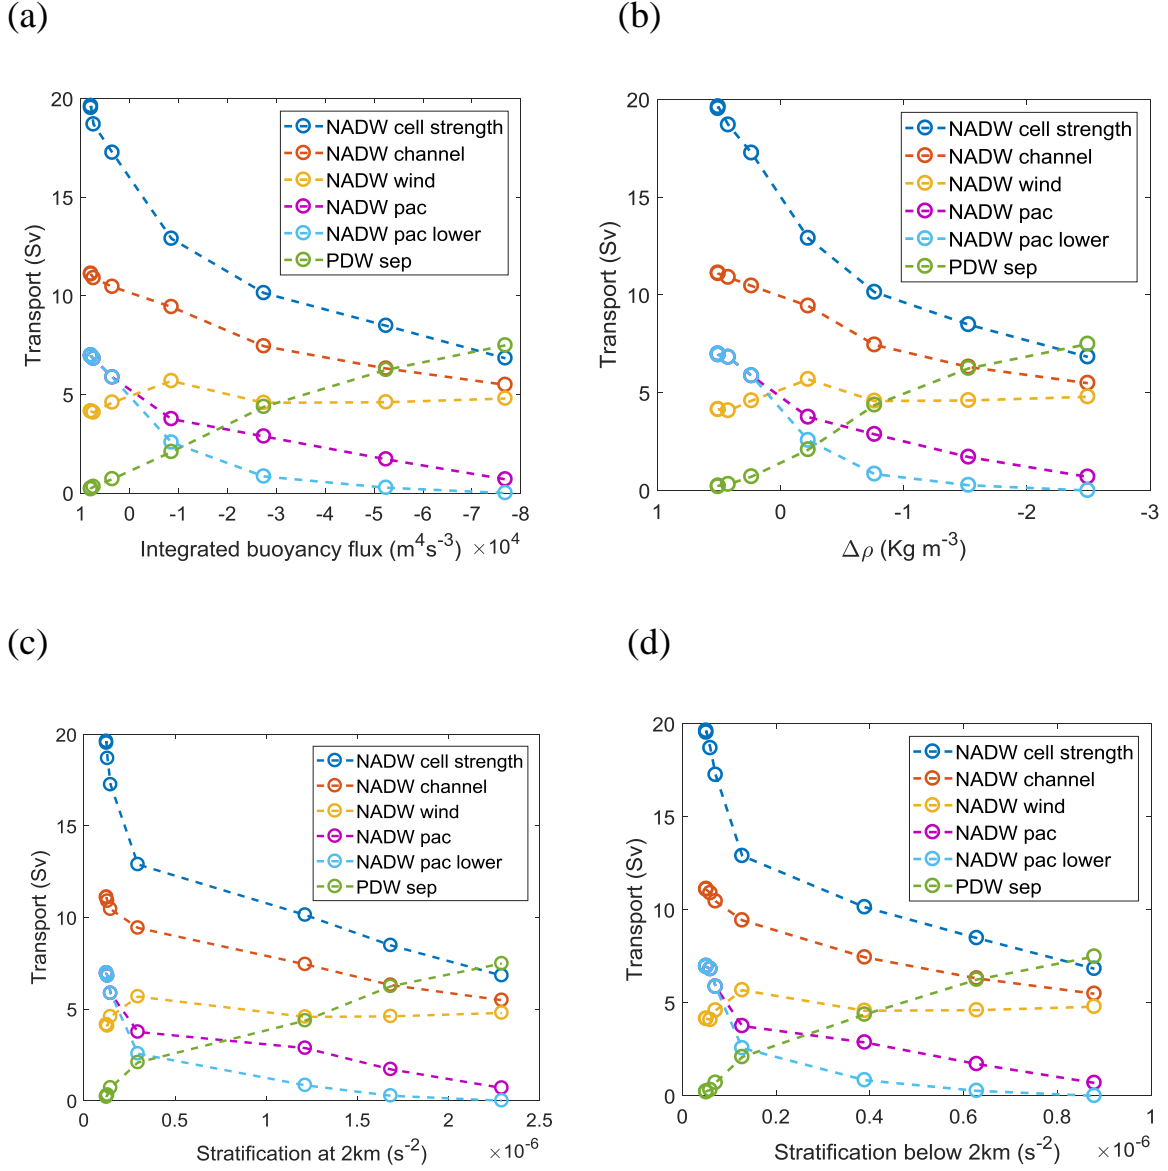 (a)
20
15
10
5
0
Transport (Sv)
NADW cell strength
NADW channel
NADW wind
NADW pac
NADW pac lower
PDW sep
1 0 -1 -2 -3 -4 -5 -6 -7 -8
Integrated buoyancy flux (m⁴s⁻³) ×10⁴
(b)
20
15
10
5
0
Transport (Sv)
NADW cell strength
NADW channel
NADW wind
NADW pac
NADW pac lower
PDW sep
1 0 -1 -2 -3
Δρ (Kg m⁻³)
(c)
20
15
10
5
0
Transport (Sv)
NADW cell strength
NADW channel
NADW wind
NADW pac
NADW pac lower
PDW sep
0 0.5 1 1.5 2 2.5
Stratification at 2km (s⁻²) ×10⁻⁶
(d)
20
15
10
5
0
Transport (Sv)
NADW cell strength
NADW channel
NADW wind
NADW pac
NADW pac lower
PDW sep
0 0.2 0.4 0.6 0.8 1
Stratification below 2km (s⁻²) ×10⁻⁶